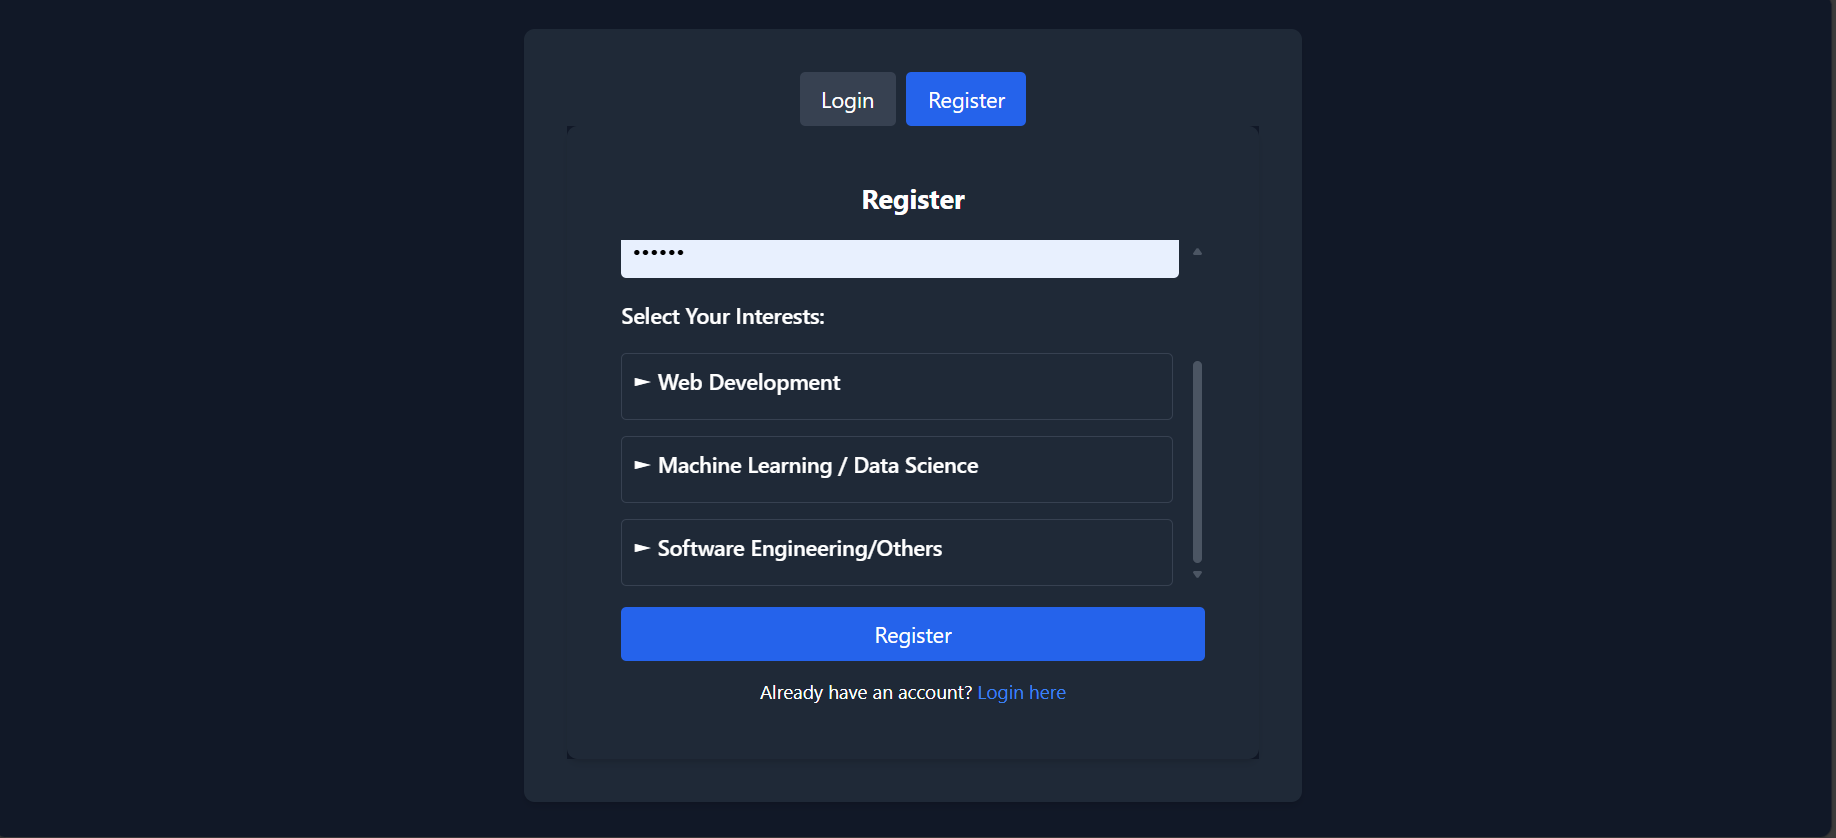 Login
Register
Register
••••••
Select Your Interests:
► Web Development
► Machine Learning / Data Science
► Software Engineering/Others
Register
Already have an account? Login here